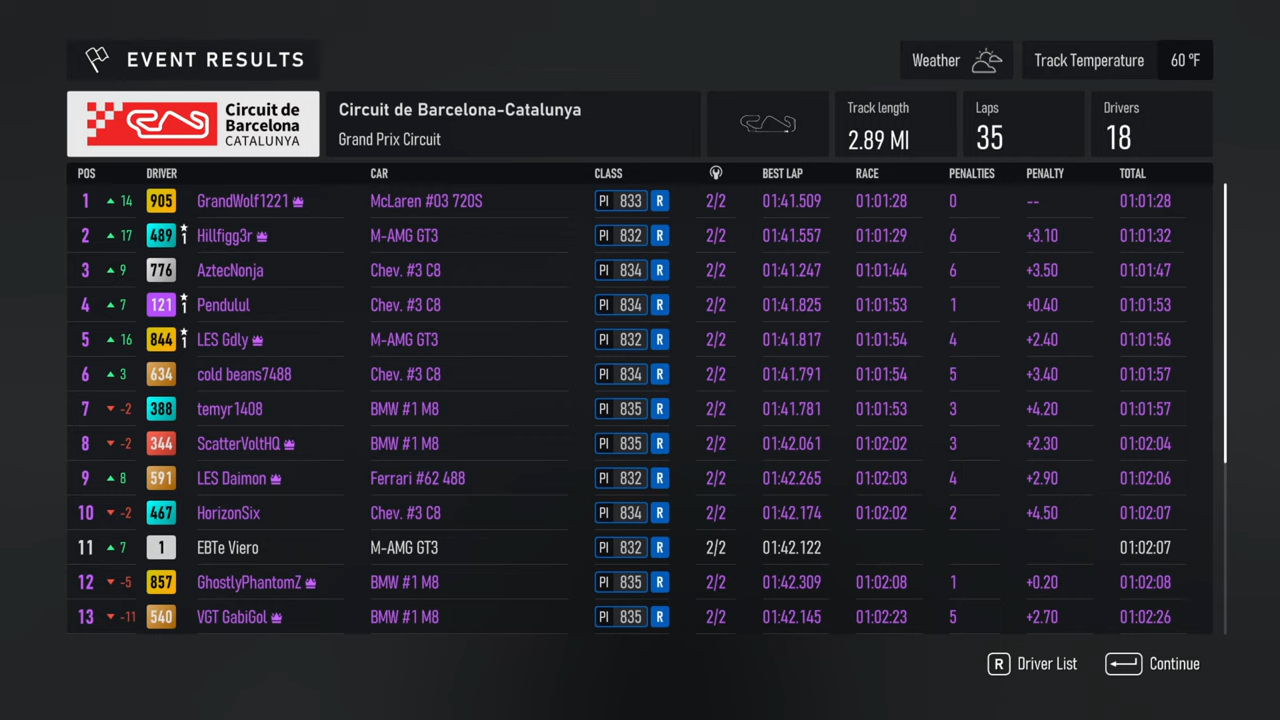 EVENT RESULTS
Weather Track Temperature 60 °F
Circuit de Barcelona CATALUNYA
Circuit de Barcelona-Catalunya
Grand Prix Circuit
Track length 2.89 MI
Laps 35
Drivers 18
POS DRIVER CAR CLASS BEST LAP RACE PENALTIES PENALTY TOTAL
1 14 905 GrandWolf1221 McLaren #03 720S PI 833 R 2/2 01:41.509 01:01:28 0 -- 01:01:28
2 17 489 1 Hillfigg3r M-AMG GT3 PI 832 R 2/2 01:41.557 01:01:29 6 +3.10 01:01:32
3 9 776 AztecNonja Chev. #3 C8 PI 834 R 2/2 01:41.247 01:01:44 6 +3.50 01:01:47
4 7 121 1 Pendulul Chev. #3 C8 PI 834 R 2/2 01:41.825 01:01:53 1 +0.40 01:01:53
5 16 844 1 LES Gdly M-AMG GT3 PI 832 R 2/2 01:41.817 01:01:54 4 +2.40 01:01:56
6 3 634 cold beans7488 Chev. #3 C8 PI 834 R 2/2 01:41.791 01:01:54 5 +3.40 01:01:57
7 -2 388 temyr1408 BMW #1 M8 PI 835 R 2/2 01:41.781 01:01:53 3 +4.20 01:01:57
8 -2 344 ScatterVoltHQ BMW #1 M8 PI 835 R 2/2 01:42.061 01:02:02 3 +2.30 01:02:04
9 8 591 LES Daimon Ferrari #62 488 PI 832 R 2/2 01:42.265 01:02:03 4 +2.90 01:02:06
10 -2 467 HorizonSix Chev. #3 C8 PI 834 R 2/2 01:42.174 01:02:02 2 +4.50 01:02:07
11 7 1 EBTe Viero M-AMG GT3 PI 832 R 2/2 01:42.122 01:02:07
12 -5 857 GhostlyPhantomZ BMW #1 M8 PI 835 R 2/2 01:42.309 01:02:08 1 +0.20 01:02:08
13 -11 540 VGT GabiGol BMW #1 M8 PI 835 R 2/2 01:42.145 01:02:23 5 +2.70 01:02:26
R Driver List Continue